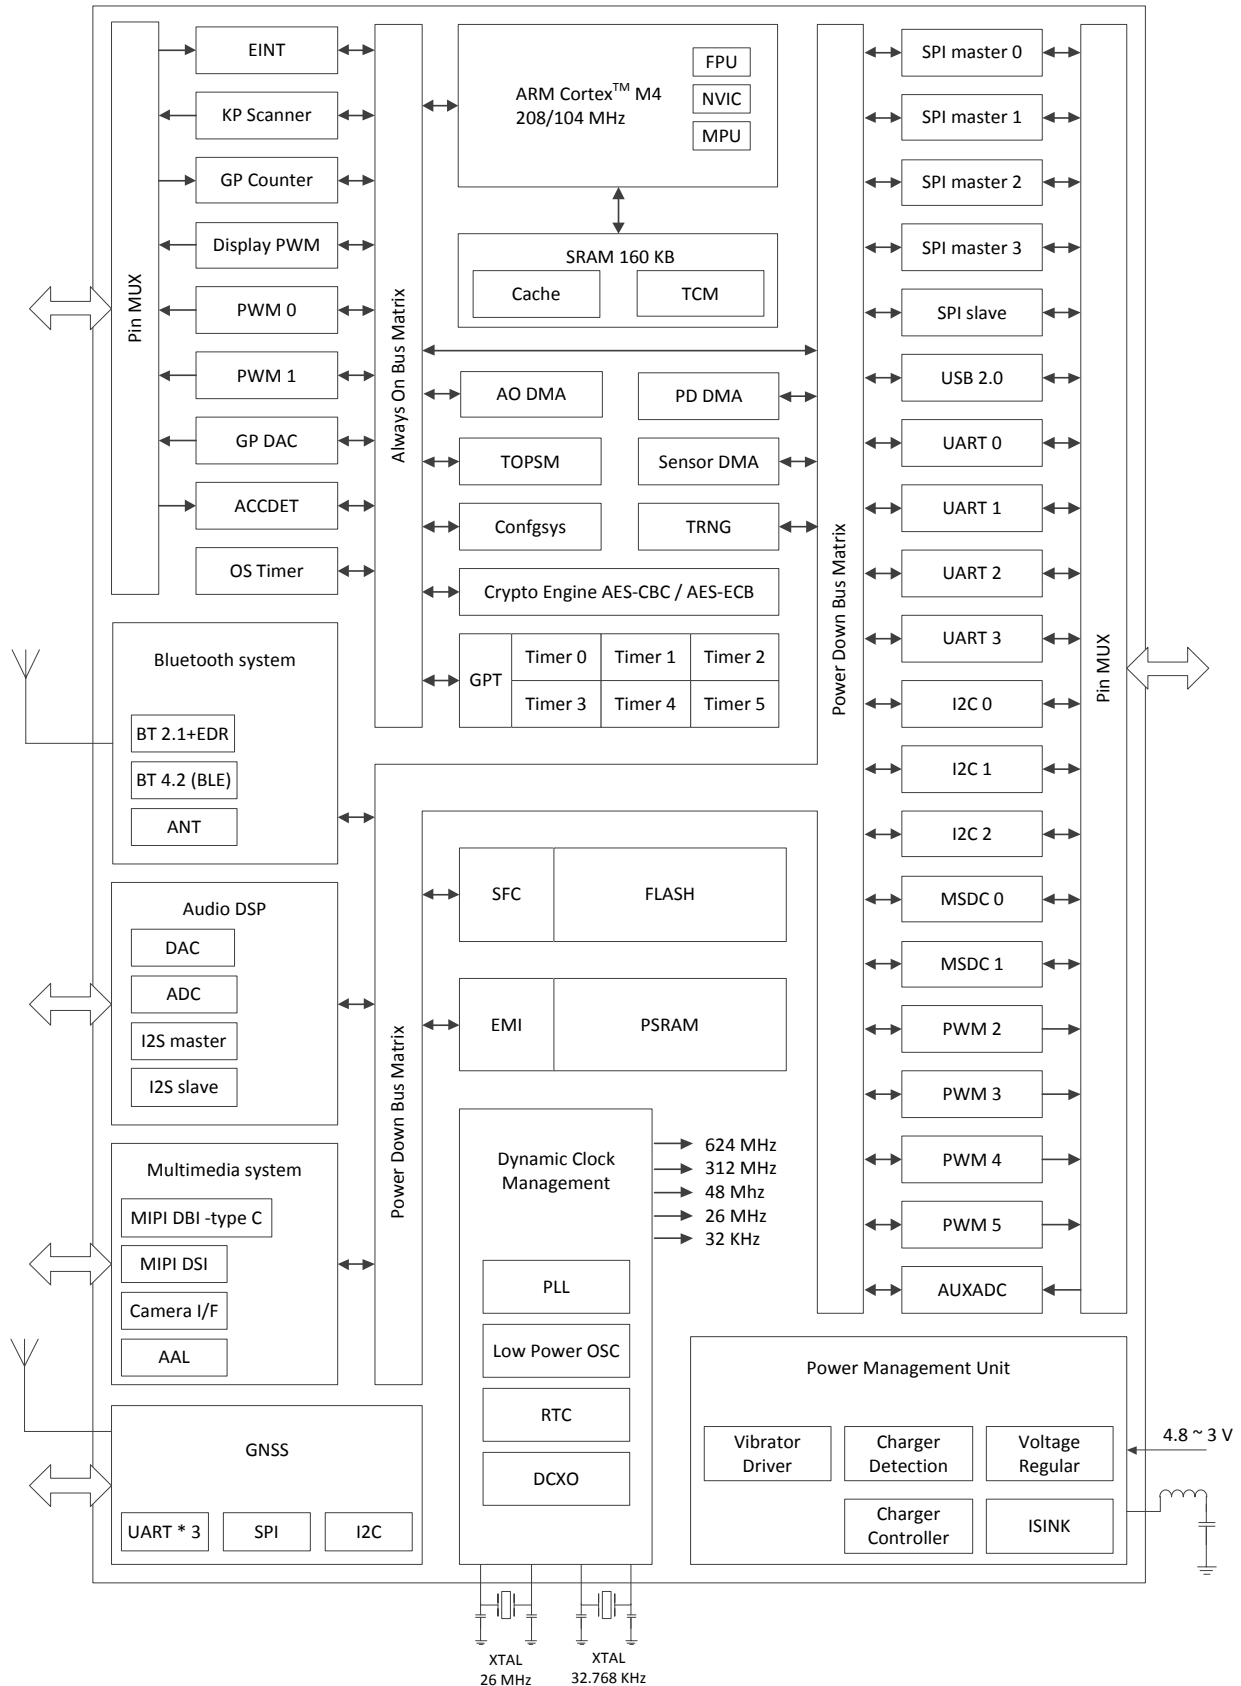 EINT
KP Scanner
GP Counter
Display PWM
PWM 0
PWM 1
GP DAC
ACCDET
OS Timer
Pin MUX
Always On Bus Matrix
ARM Cortex™ M4
208/104 MHz
FPU
NVIC
MPU
SRAM 160 KB
Cache
TCM
AO DMA
PD DMA
TOPSM
Sensor DMA
Confgsys
TRNG
Crypto Engine AES-CBC / AES-ECB
GPT
Timer 0
Timer 1
Timer 2
Timer 3
Timer 4
Timer 5
Power Down Bus Matrix
SPI master 0
SPI master 1
SPI master 2
SPI master 3
SPI slave
USB 2.0
UART 0
UART 1
UART 2
UART 3
I2C 0
I2C 1
I2C 2
MSDC 0
MSDC 1
PWM 2
PWM 3
PWM 4
PWM 5
AUXADC
Pin MUX
Bluetooth system
BT 2.1+EDR
BT 4.2 (BLE)
ANT
Audio DSP
DAC
ADC
I2S master
I2S slave
Multimedia system
MIPI DBI -type C
MIPI DSI
Camera I/F
AAL
GNSS
UART * 3
SPI
I2C
Power Down Bus Matrix
SFC
FLASH
EMI
PSRAM
Dynamic Clock
Management
624 MHz
312 MHz
48 Mhz
26 MHz
32 KHz
PLL
Low Power OSC
RTC
DCXO
Power Management Unit
Vibrator
Driver
Charger
Detection
Voltage
Regular
Charger
Controller
ISINK
4.8 ~ 3 V
XTAL
26 MHz
XTAL
32.768 KHz